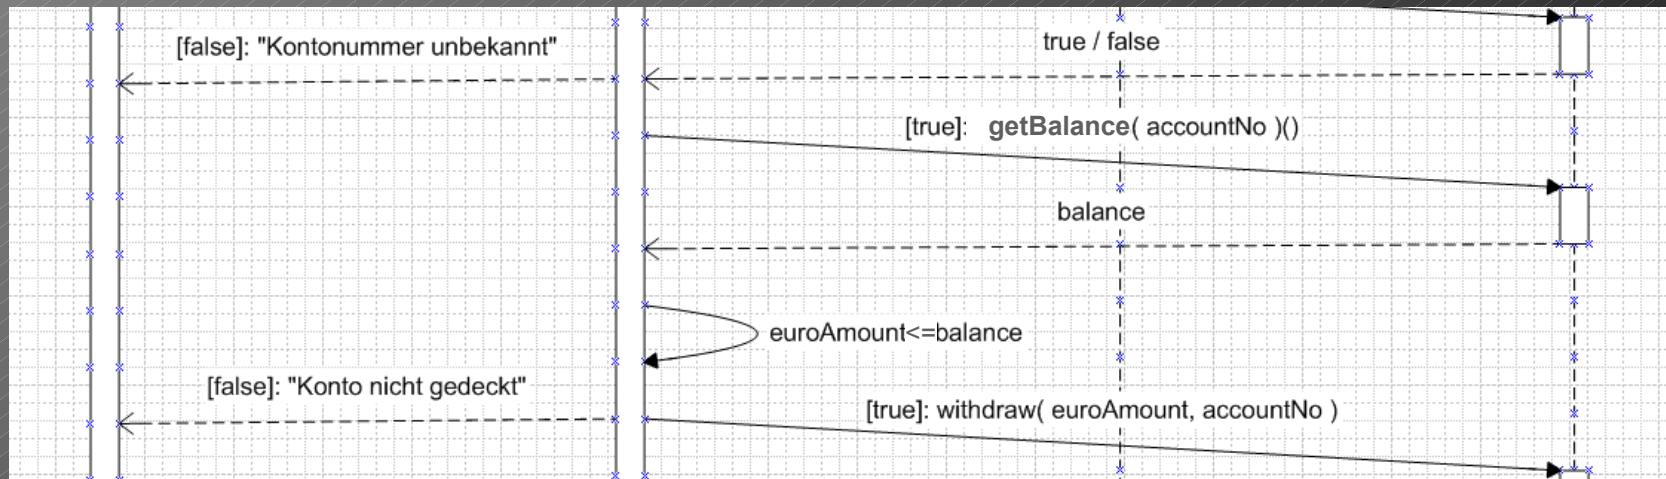 [false]: "Kontonummer unbekannt"
true / false
[true]: getBalance( accountNo )()
balance
euroAmount<=balance
[false]: "Konto nicht gedeckt"
[true]: withdraw( euroAmount, accountNo )